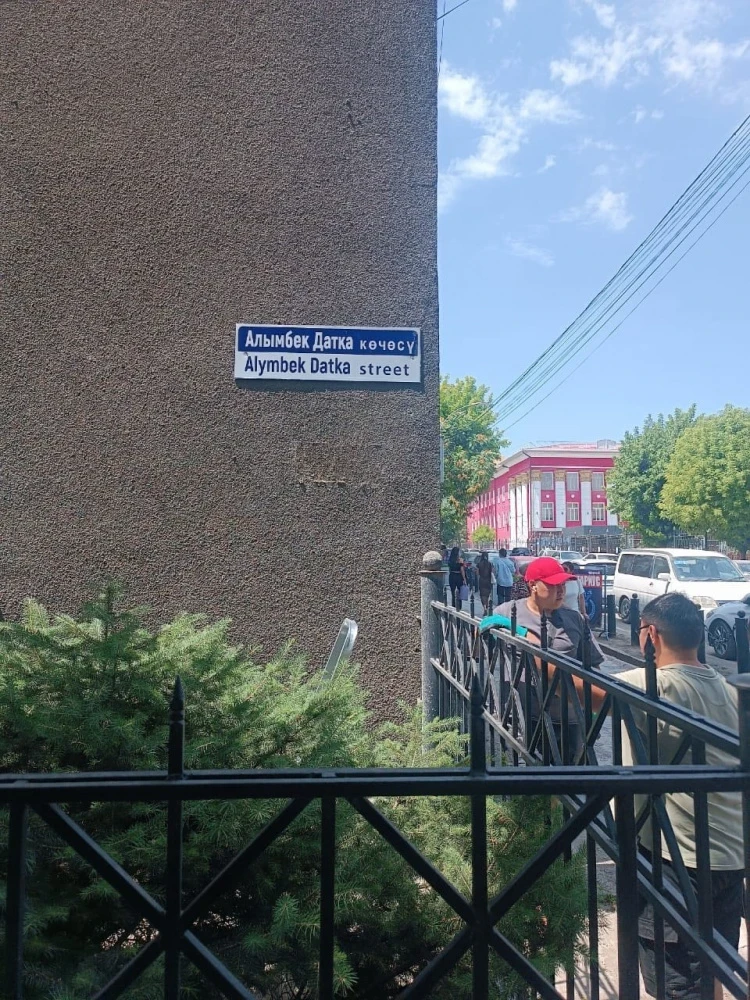 Алымбек Датка көчөсү
Alymbek Datka street